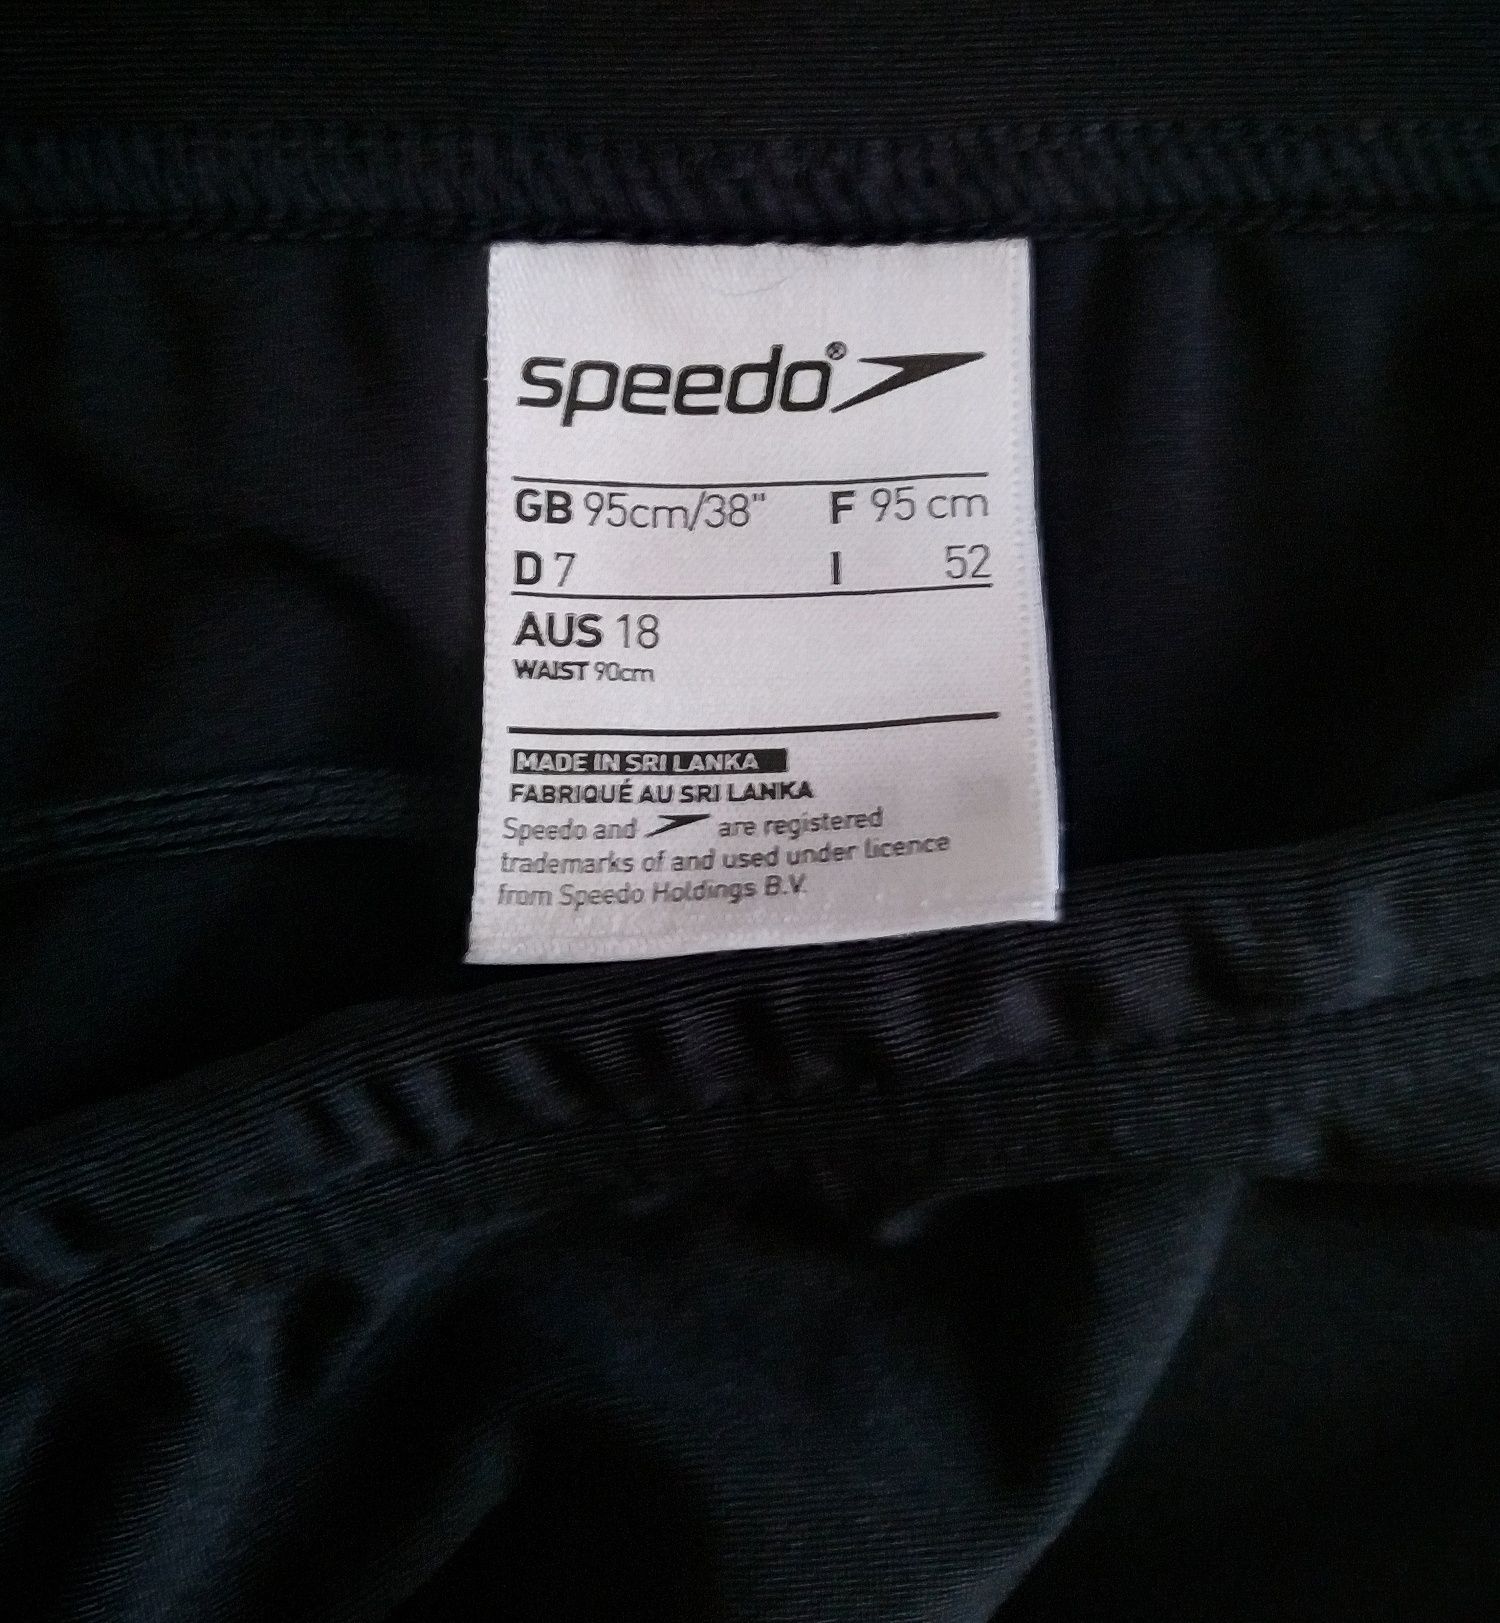 speedo®
GB 95cm/38" F 95 cm
D 7 I 52
AUS 18
WAIST 90cm
MADE IN SRI LANKA
FABRIQUÉ AU SRI LANKA
Speedo and are registered
trademarks of and used under licence
from Speedo Holdings B.V.